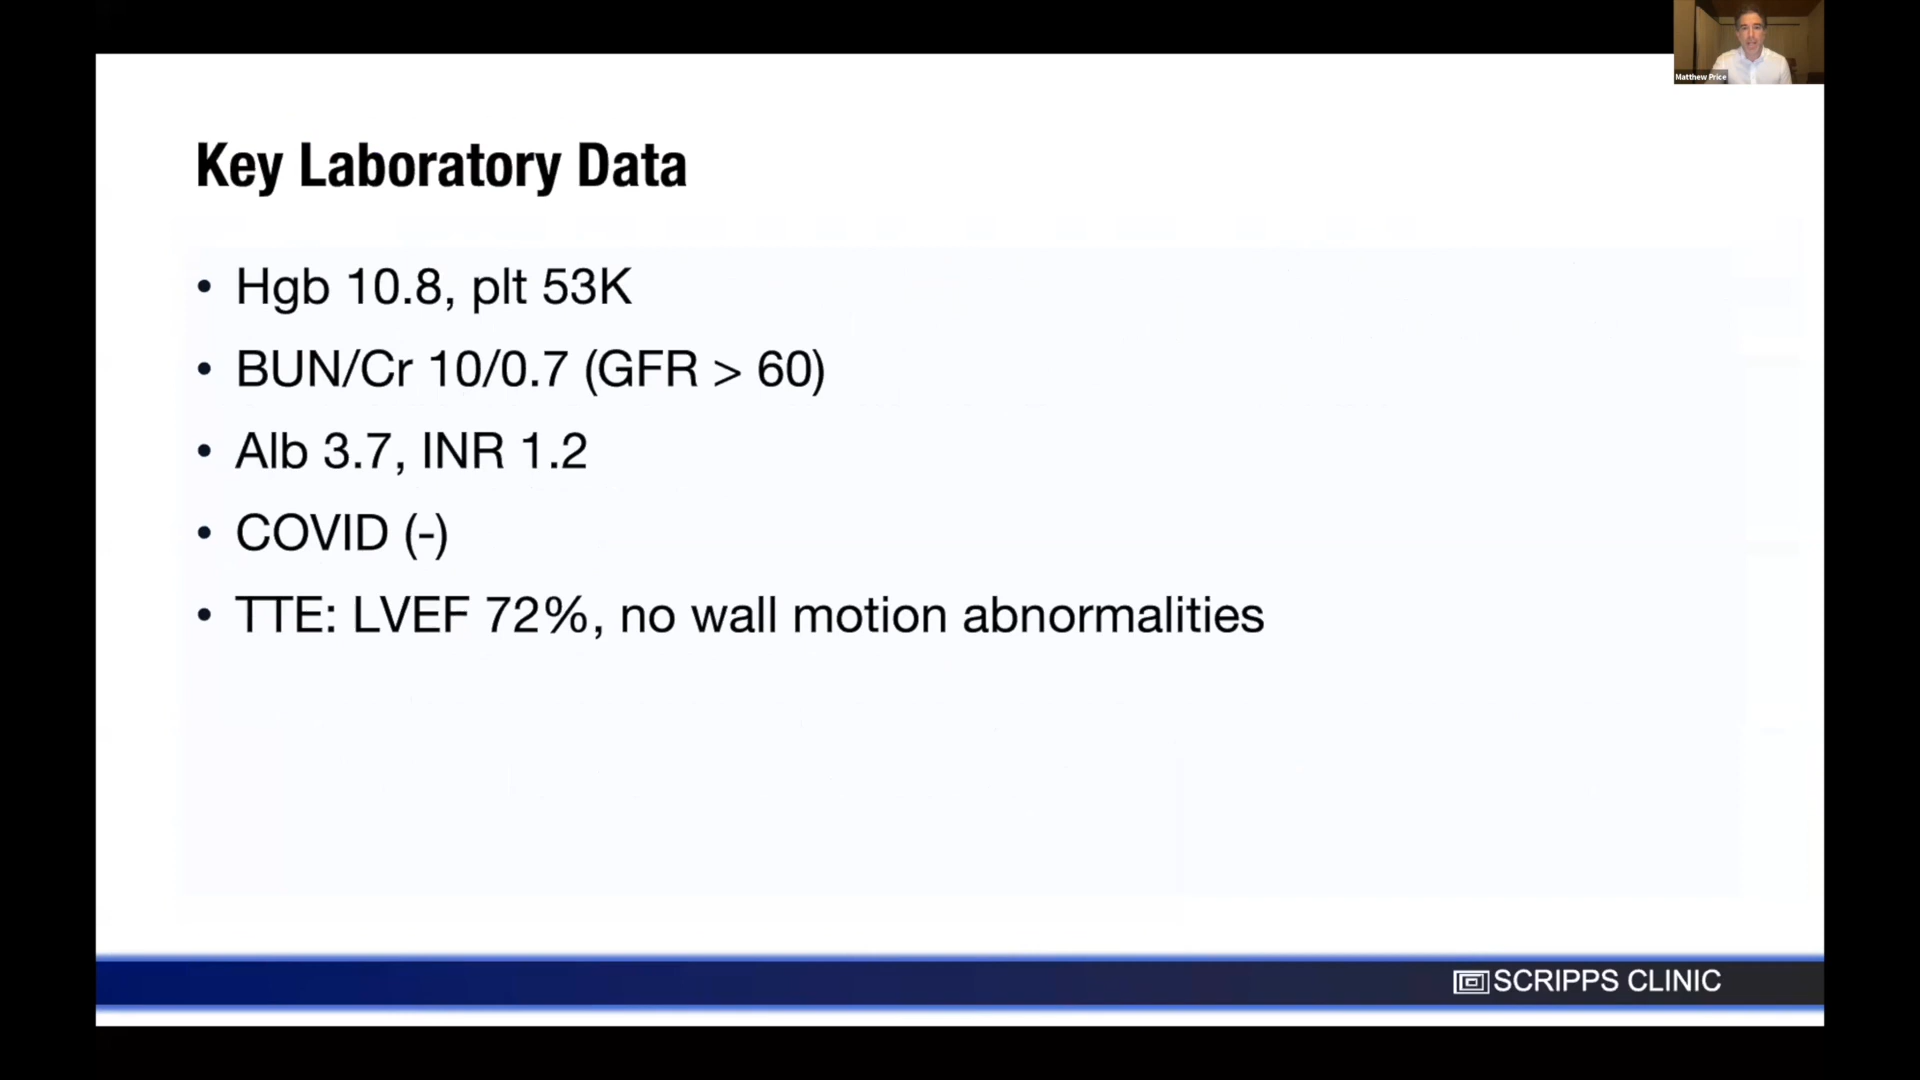 Matthew Price
Key Laboratory Data
• Hgb 10.8, plt 53K
• BUN/Cr 10/0.7 (GFR > 60)
• Alb 3.7, INR 1.2
• COVID (-)
• TTE: LVEF 72%, no wall motion abnormalities
SCRIPPS CLINIC